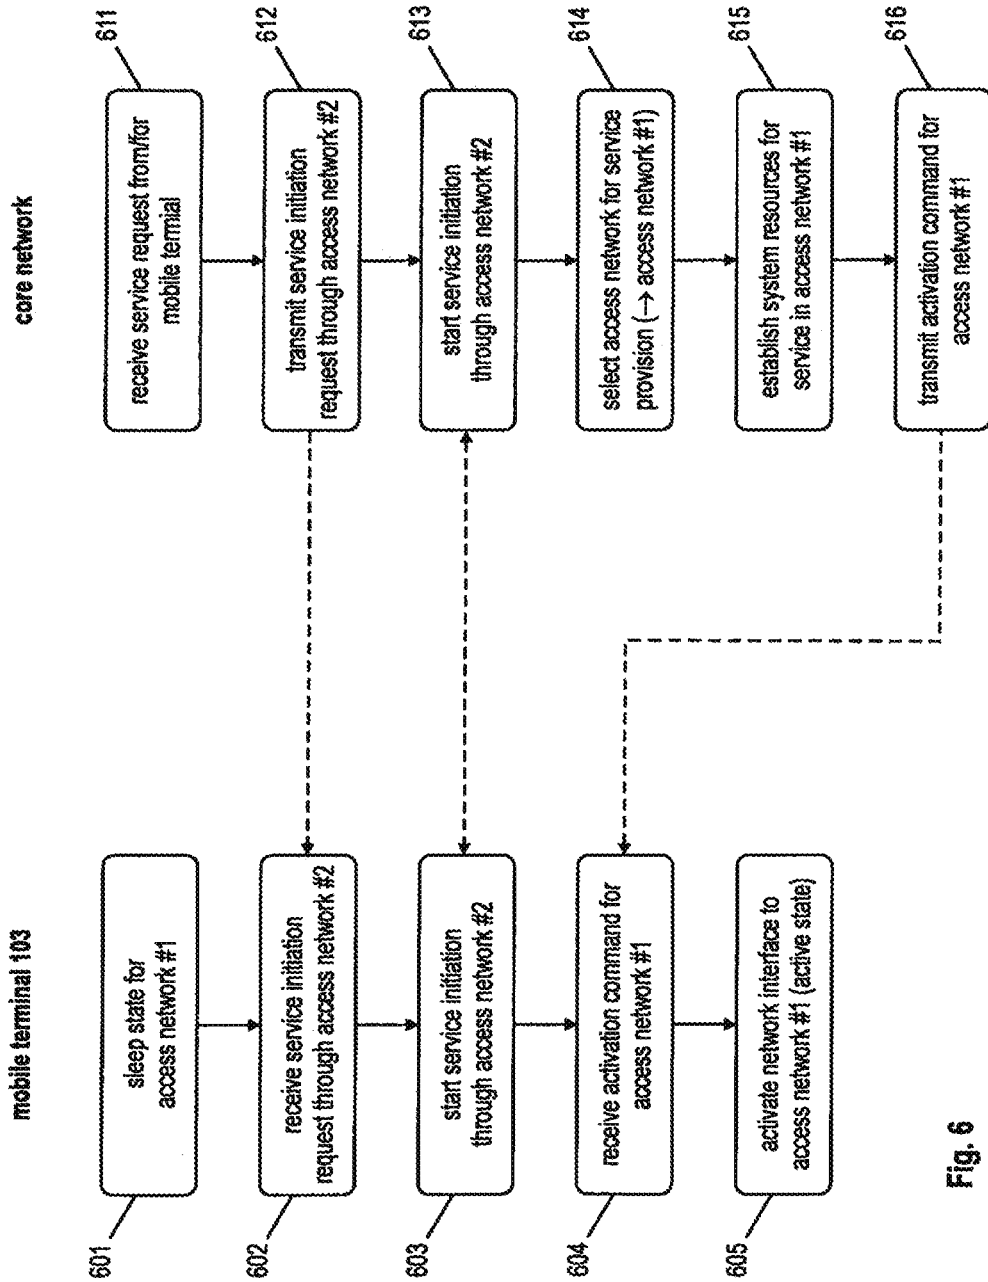 mobile terminal 103
core network
601
sleep state for
access network #1
602
receive service initiation
request through access network #2
603
start service initiation
through access network #2
604
receive activation command for
access network #1
605
activate network interface to
access network #1 (active state)
611
receive service request from/for
mobile termial
612
transmit service initiation
request through access network #2
613
start service initiation
through access network #2
614
select access network for service
provision (→ access network #1)
615
establish system resources for
service in access network #1
616
transmit activation command for
access network #1
Fig. 6